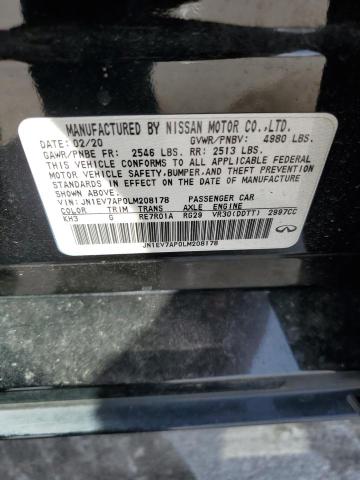 MANUFACTURED BY NISSAN MOTOR CO.,LTD.
DATE: 02/20 GVWR/PNBV: 4980 LBS.
GAWR/PNBE FR: 2546 LBS. RR: 2513 LBS.
THIS VEHICLE CONFORMS TO ALL APPLICABLE FEDERAL
MOTOR VEHICLE SAFETY, BUMPER, AND THEFT PREVENTION
STANDARDS IN EFFECT ON THE DATE OF MANUFACTURE
SHOWN ABOVE.
VIN: JN1EV7AP0LM208178 PASSENGER CAR
COLOR TRIM TRANS AXLE ENGINE
KH3 G RE7R01A RG29 VR30(DDTT) 2997CC
JN1EV7AP0LM208178